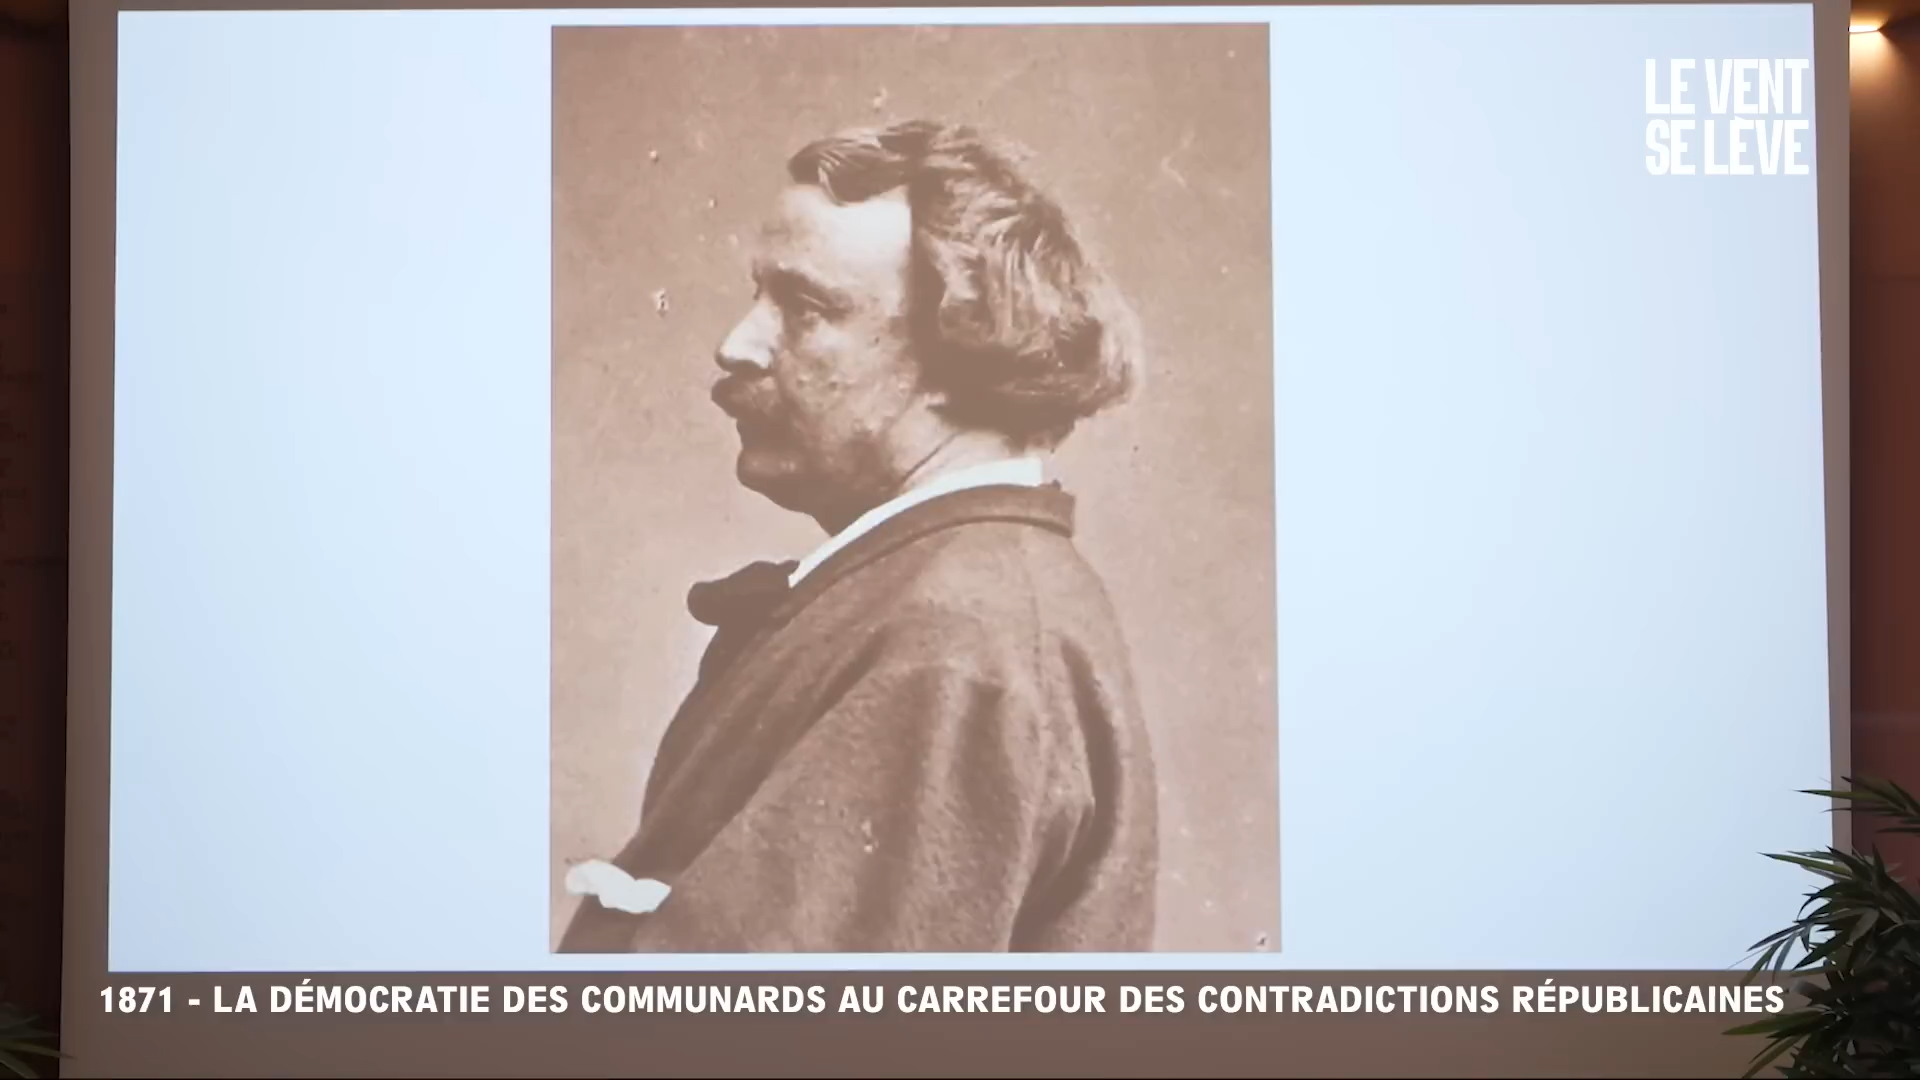 LE VENT
SE LÈVE
1871 - LA DÉMOCRATIE DES COMMUNARDS AU CARREFOUR DES CONTRADICTIONS RÉPUBLICAINES